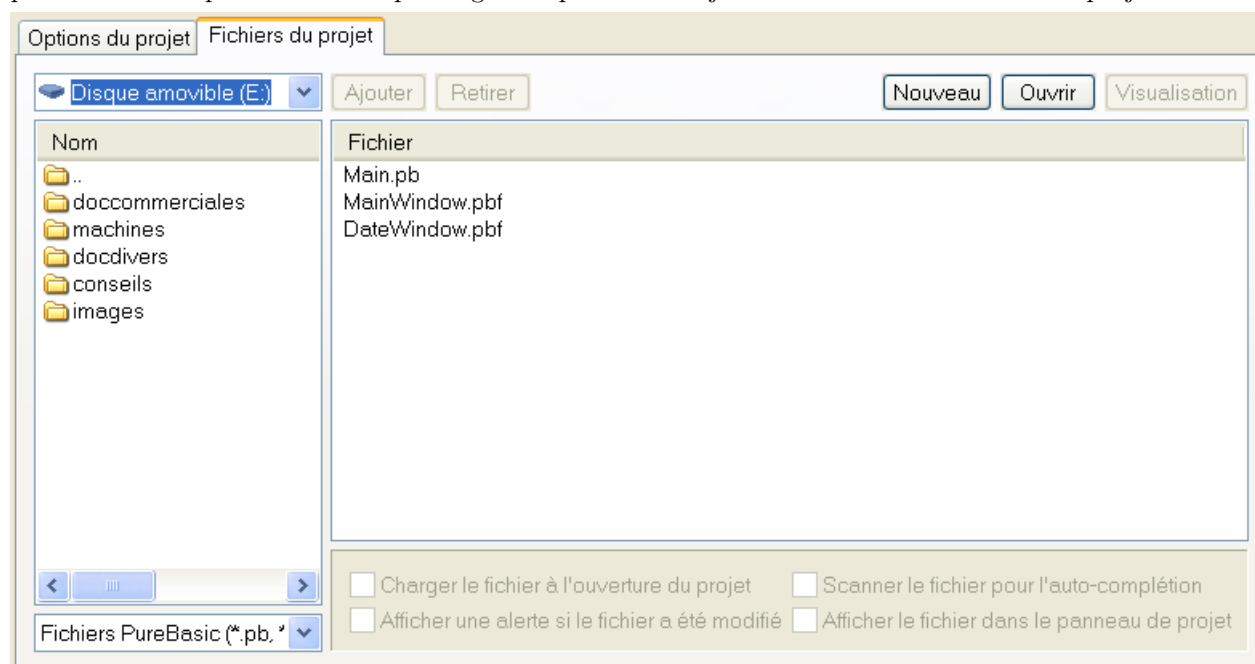 Options du projet Fichiers du projet
Disque amovible (E:) Ajouter Retirer Nouveau Ouvrir Visualisation
Nom Fichier
..
doccommerciales
machines
docdivers
conseils
images
Main.pb
MainWindow.pbf
DateWindow.pbf
Charger le fichier à l'ouverture du projet Scanner le fichier pour l'auto-complétion
Afficher une alerte si le fichier a été modifié Afficher le fichier dans le panneau de projet
Fichiers PureBasic (*.pb, *